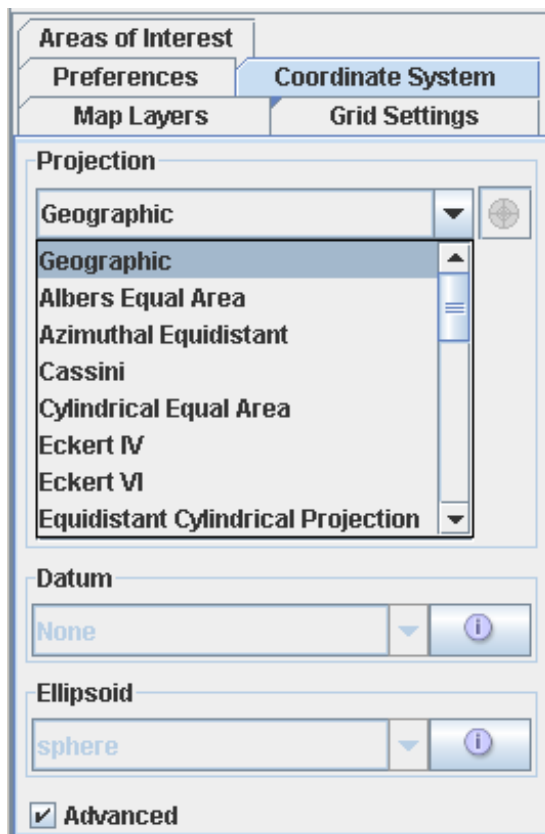 Areas of Interest
Preferences Coordinate System
Map Layers Grid Settings
Projection
Geographic
Geographic
Albers Equal Area
Azimuthal Equidistant
Cassini
Cylindrical Equal Area
Eckert IV
Eckert VI
Equidistant Cylindrical Projection
Datum
None
i
Ellipsoid
sphere
i
Advanced